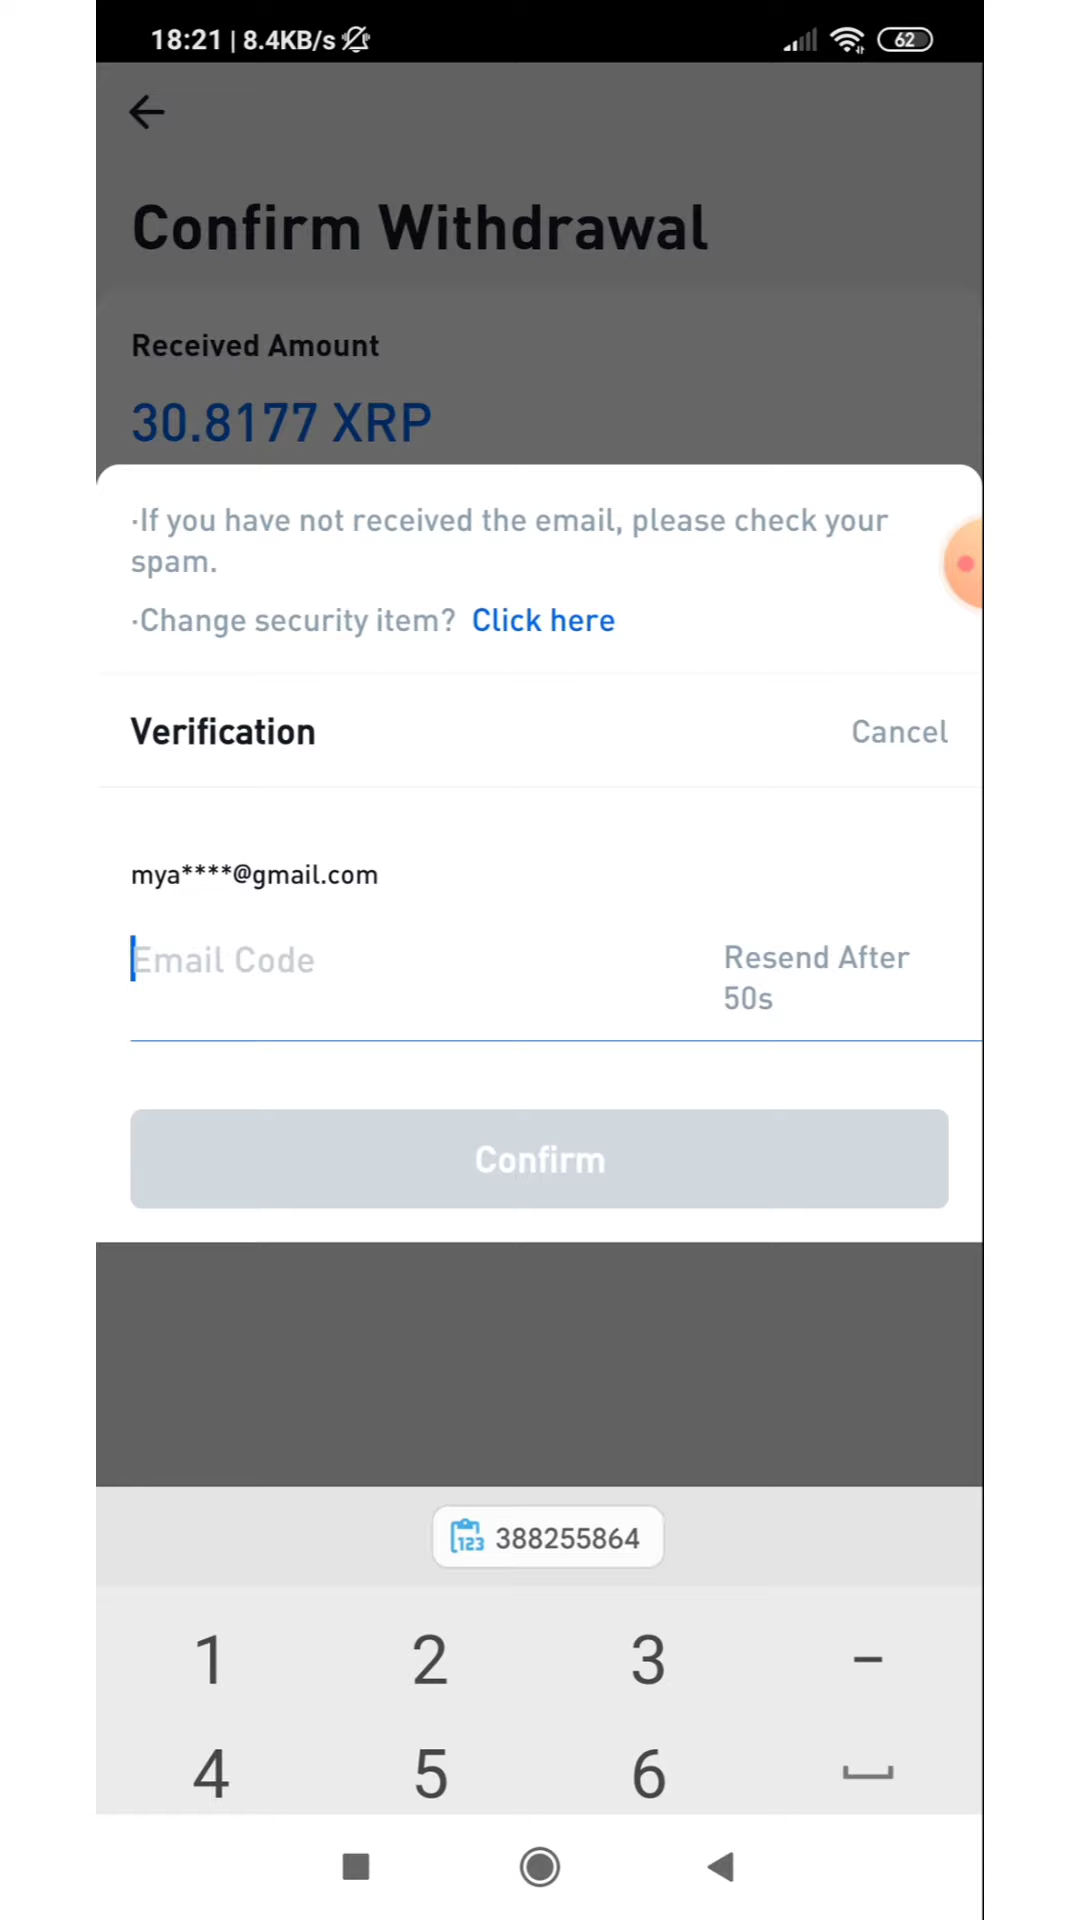 18:21 | 8.4KB/s
62
Confirm Withdrawal
Received Amount
30.8177 XRP
·If you have not received the email, please check your
spam.
·Change security item? Click here
Verification Cancel
mya****@gmail.com
Email Code
Resend After
50s
Confirm
123 388255864
1 2 3 –
4 5 6